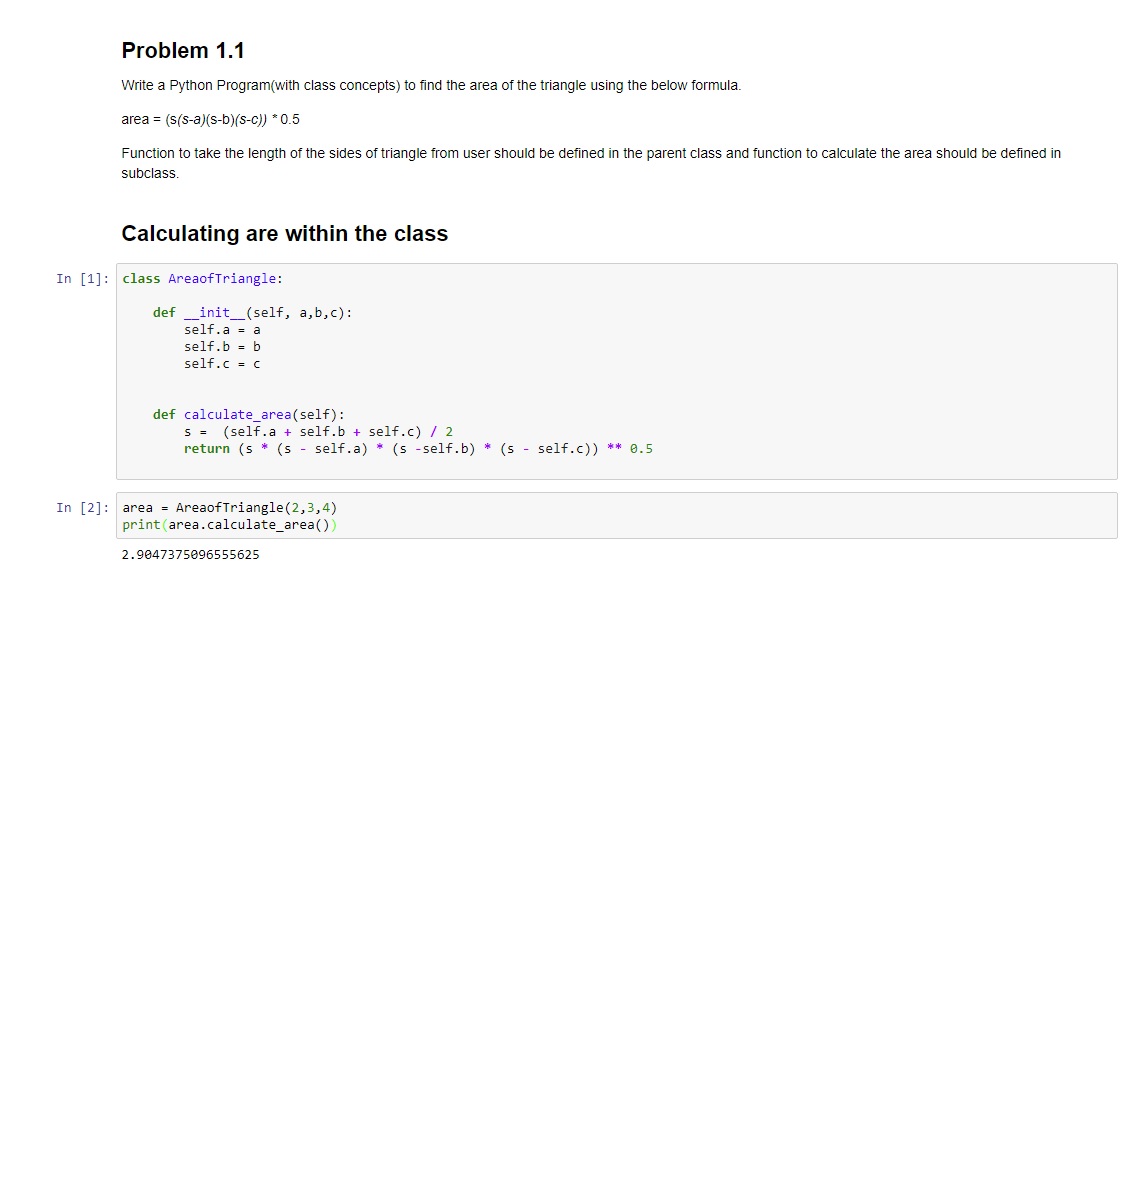 Problem 1.1
Write a Python Program(with class concepts) to find the area of the triangle using the below formula.
area = (s(s-a)(s-b)(s-c)) * 0.5
Function to take the length of the sides of triangle from user should be defined in the parent class and function to calculate the area should be defined in
subclass.
Calculating are within the class
In [1]: class AreaofTriangle:
    def __init__(self, a,b,c):
        self.a = a
        self.b = b
        self.c = c
    def calculate_area(self):
        s =  (self.a + self.b + self.c) / 2
        return (s * (s - self.a) * (s -self.b) * (s - self.c)) ** 0.5
In [2]: area = AreaofTriangle(2,3,4)
print(area.calculate_area())
2.9047375096555625